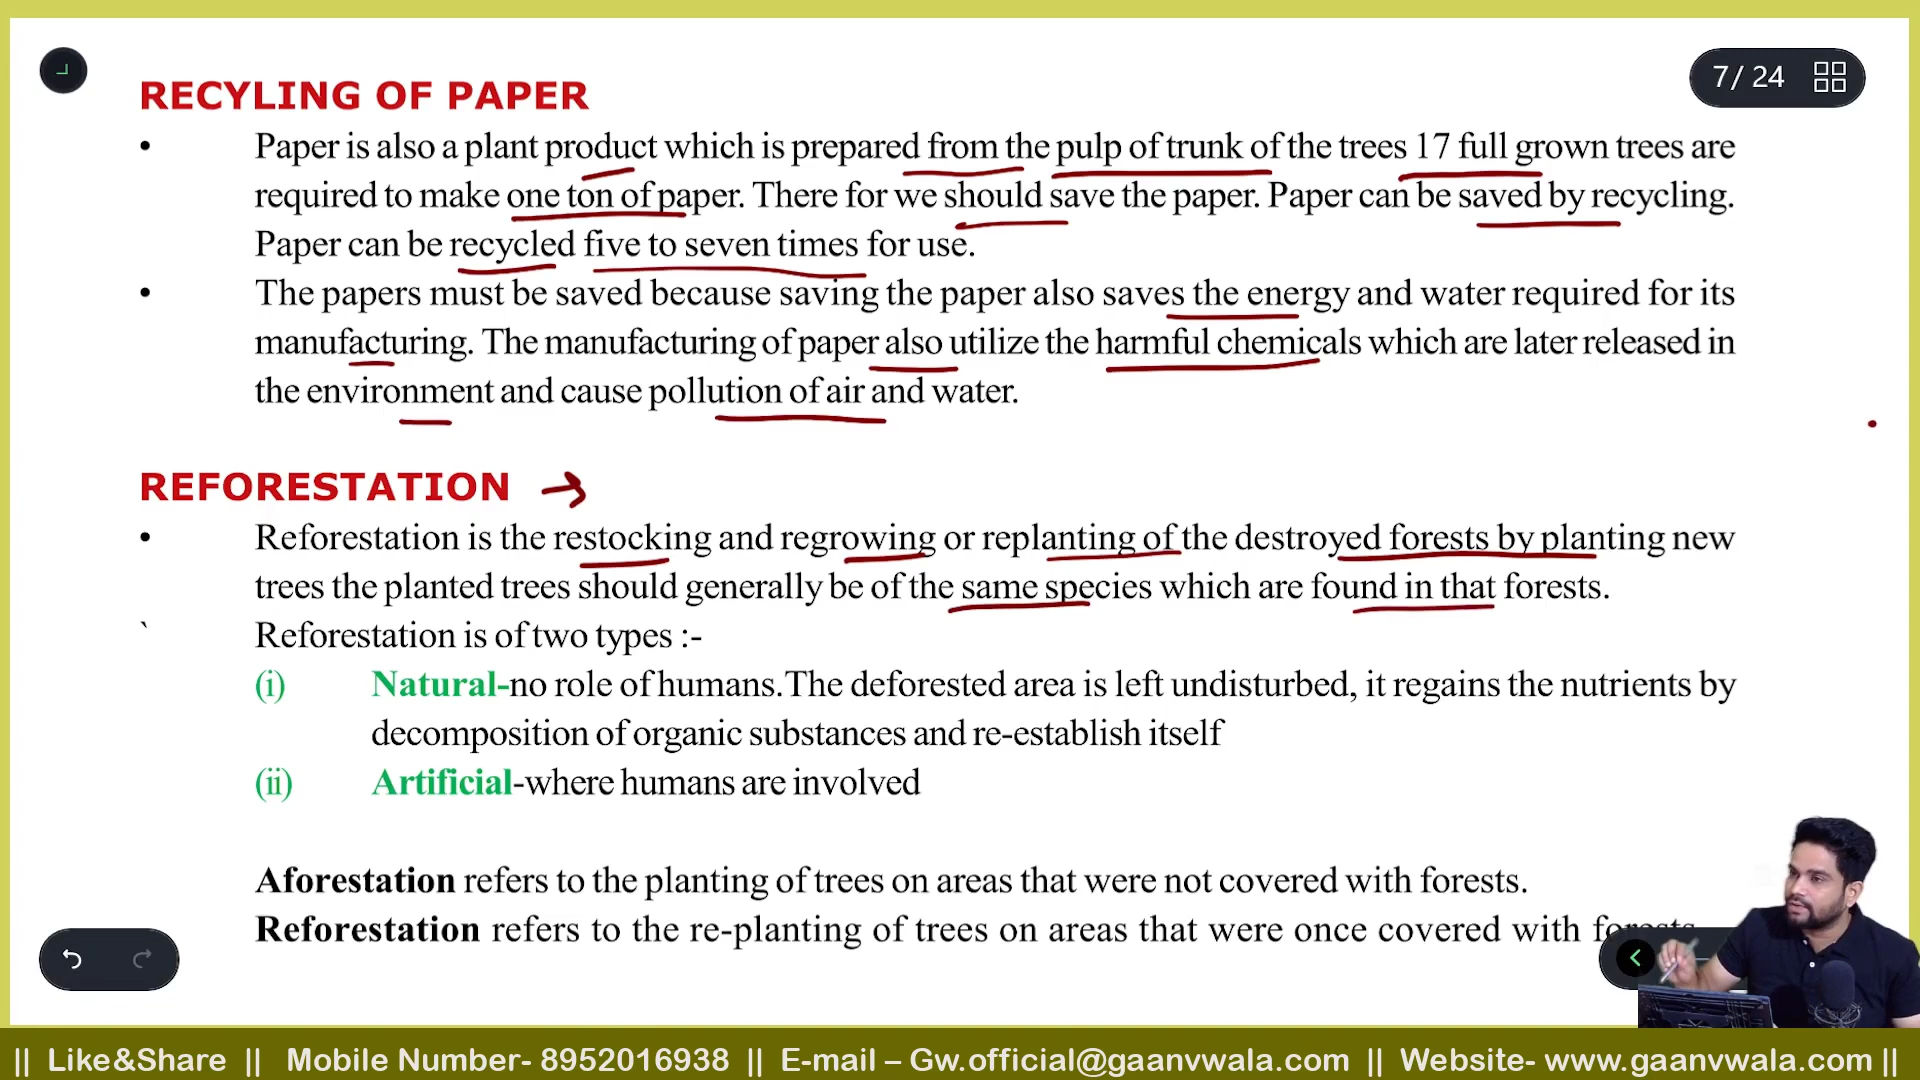 7/ 24
RECYLING OF PAPER
• Paper is also a plant product which is prepared from the pulp of trunk of the trees 17 full grown trees are
required to make one ton of paper. There for we should save the paper. Paper can be saved by recycling.
Paper can be recycled five to seven times for use.
• The papers must be saved because saving the paper also saves the energy and water required for its
manufacturing. The manufacturing of paper also utilize the harmful chemicals which are later released in
the environment and cause pollution of air and water.
REFORESTATION
• Reforestation is the restocking and regrowing or replanting of the destroyed forests by planting new
trees the planted trees should generally be of the same species which are found in that forests.
` Reforestation is of two types :-
(i) Natural-no role of humans.The deforested area is left undisturbed, it regains the nutrients by
decomposition of organic substances and re-establish itself
(ii) Artificial-where humans are involved
Aforestation refers to the planting of trees on areas that were not covered with forests.
Reforestation refers to the re-planting of trees on areas that were once covered with forests
|| Like&Share || Mobile Number- 8952016938 || E-mail – Gw.official@gaanvwala.com || Website- www.gaanvwala.com ||